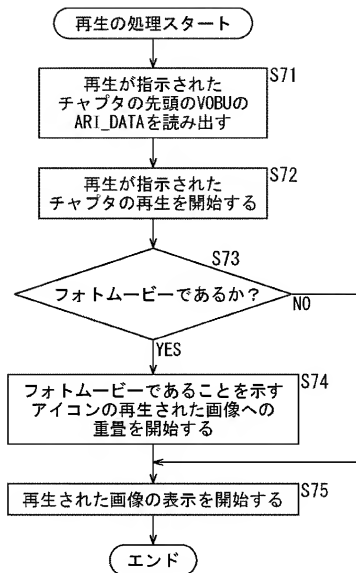 再生の処理スタート
S71
再生が指示された
チャプタの先頭のVOBUの
ARI_DATAを読み出す
S72
再生が指示された
チャプタの再生を開始する
S73
フォトムービーであるか?
NO
YES
S74
フォトムービーであることを示す
アイコンの再生された画像への
重畳を開始する
再生された画像の表示を開始する
S75
エンド